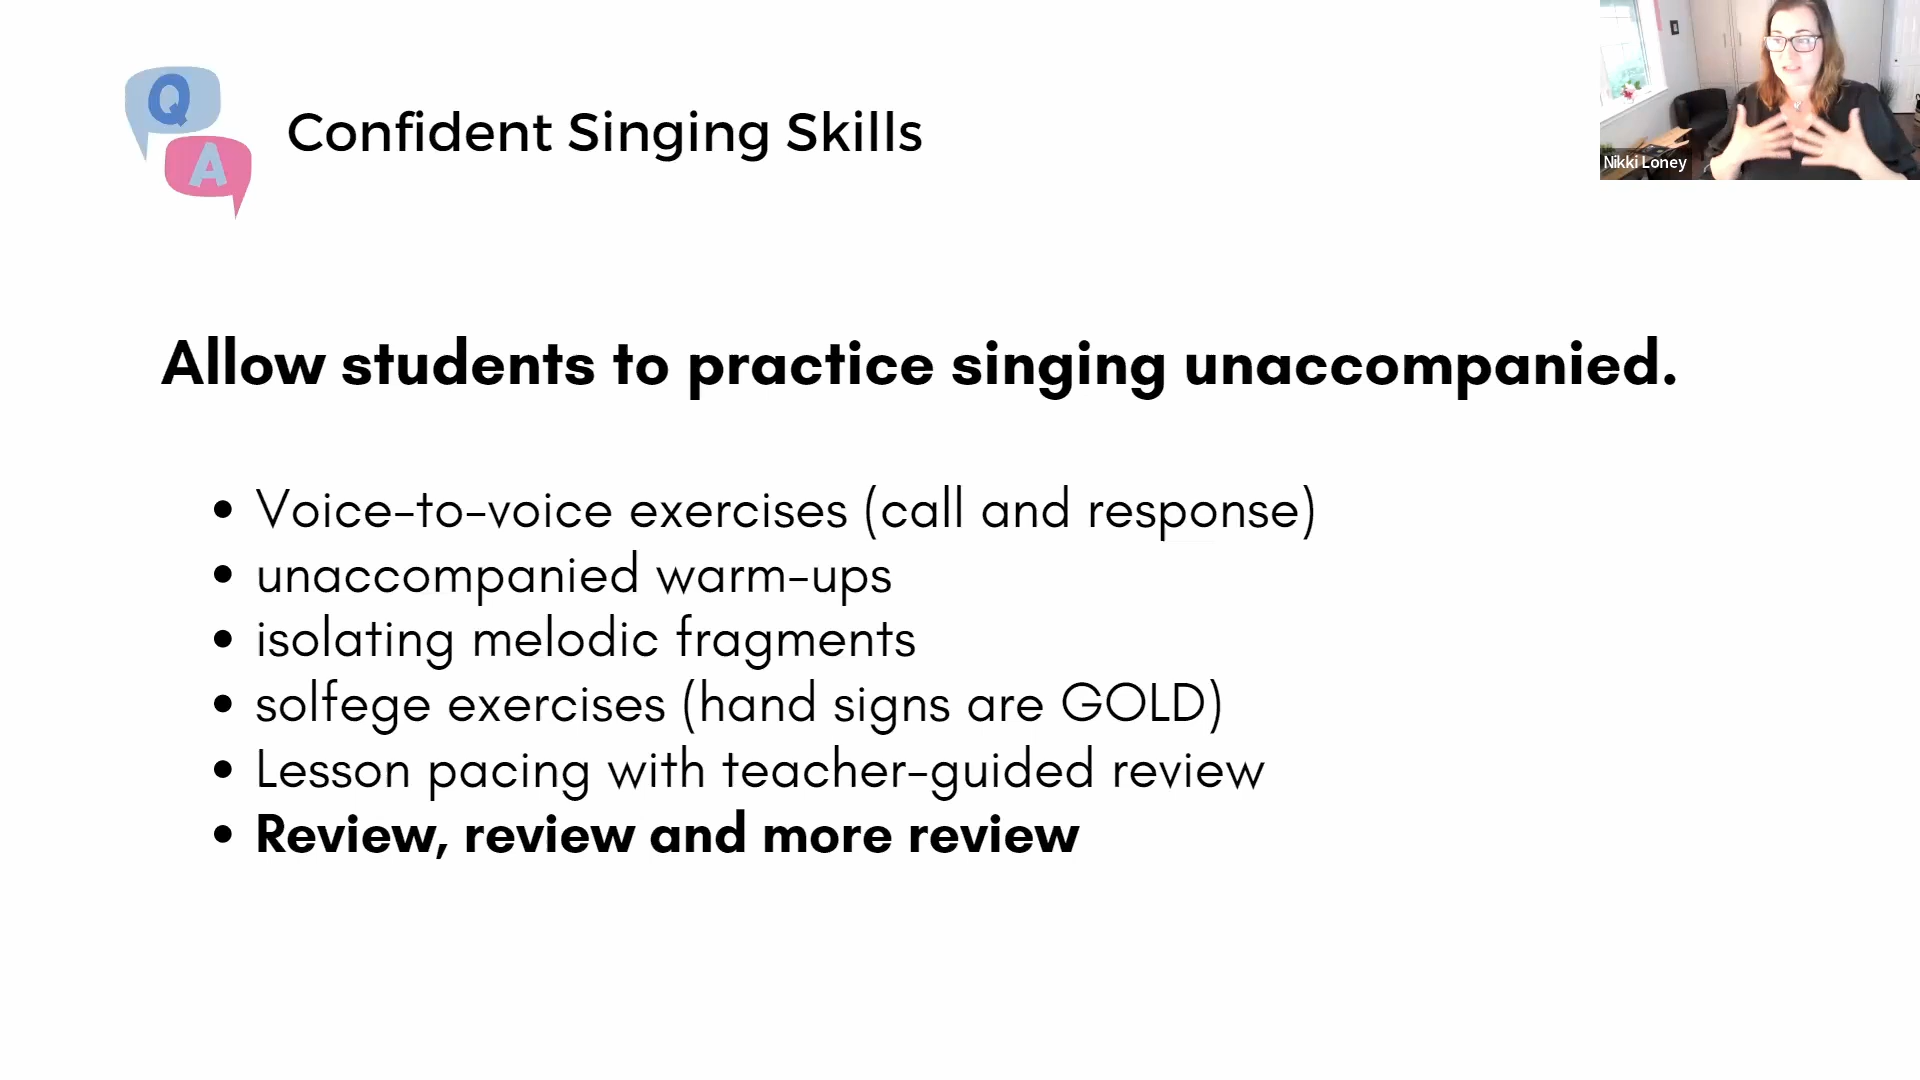 Q
A
Confident Singing Skills
Nikki Loney
Allow students to practice singing unaccompanied.
• Voice-to-voice exercises (call and response)
• unaccompanied warm-ups
• isolating melodic fragments
• solfege exercises (hand signs are GOLD)
• Lesson pacing with teacher-guided review
• Review, review and more review